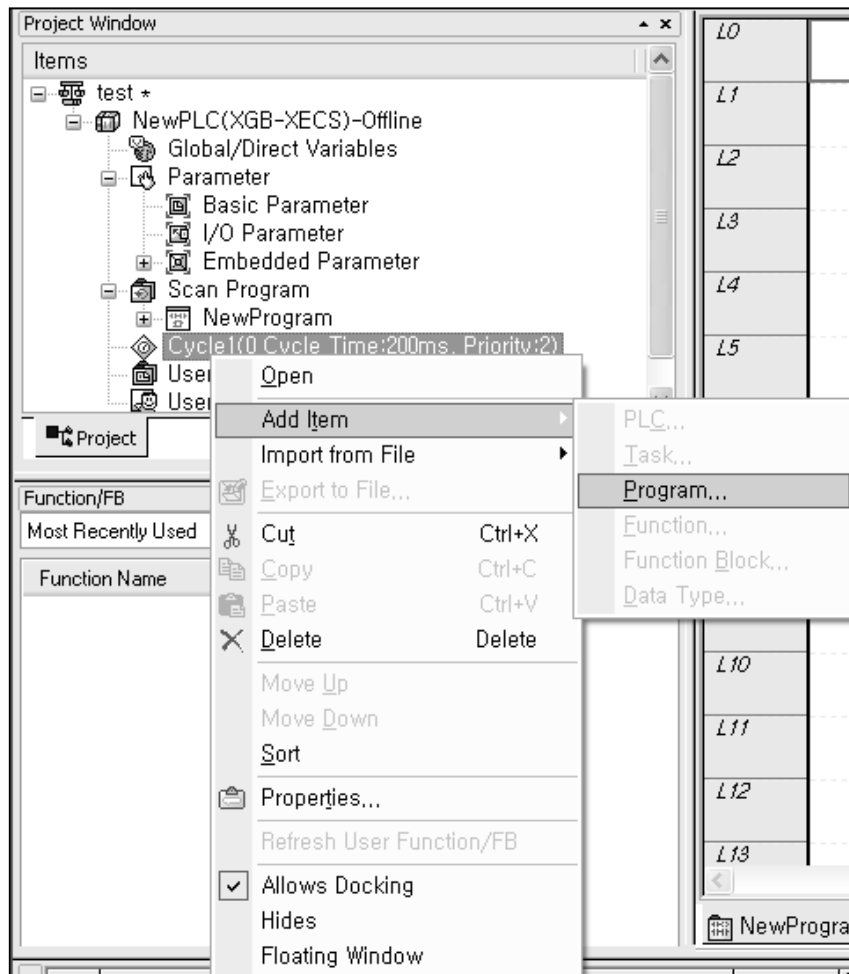 Project Window
Items
test *
NewPLC(XGB-XECS)-Offline
Global/Direct Variables
Parameter
Basic Parameter
I/O Parameter
Embedded Parameter
Scan Program
NewProgram
Cycle1(0 Cycle Time:200ms, Priority:2)
User
User
Project
Function/FB
Most Recently Used
Function Name
Open
Add Item
Import from File
Export to File...
Cut Ctrl+X
Copy Ctrl+C
Paste Ctrl+V
Delete Delete
Move Up
Move Down
Sort
Properties...
Refresh User Function/FB
Allows Docking
Hides
Floating Window
PLC...
Task...
Program...
Function...
Function Block...
Data Type...
L0
L1
L2
L3
L4
L5
L10
L11
L12
L13
NewProgra